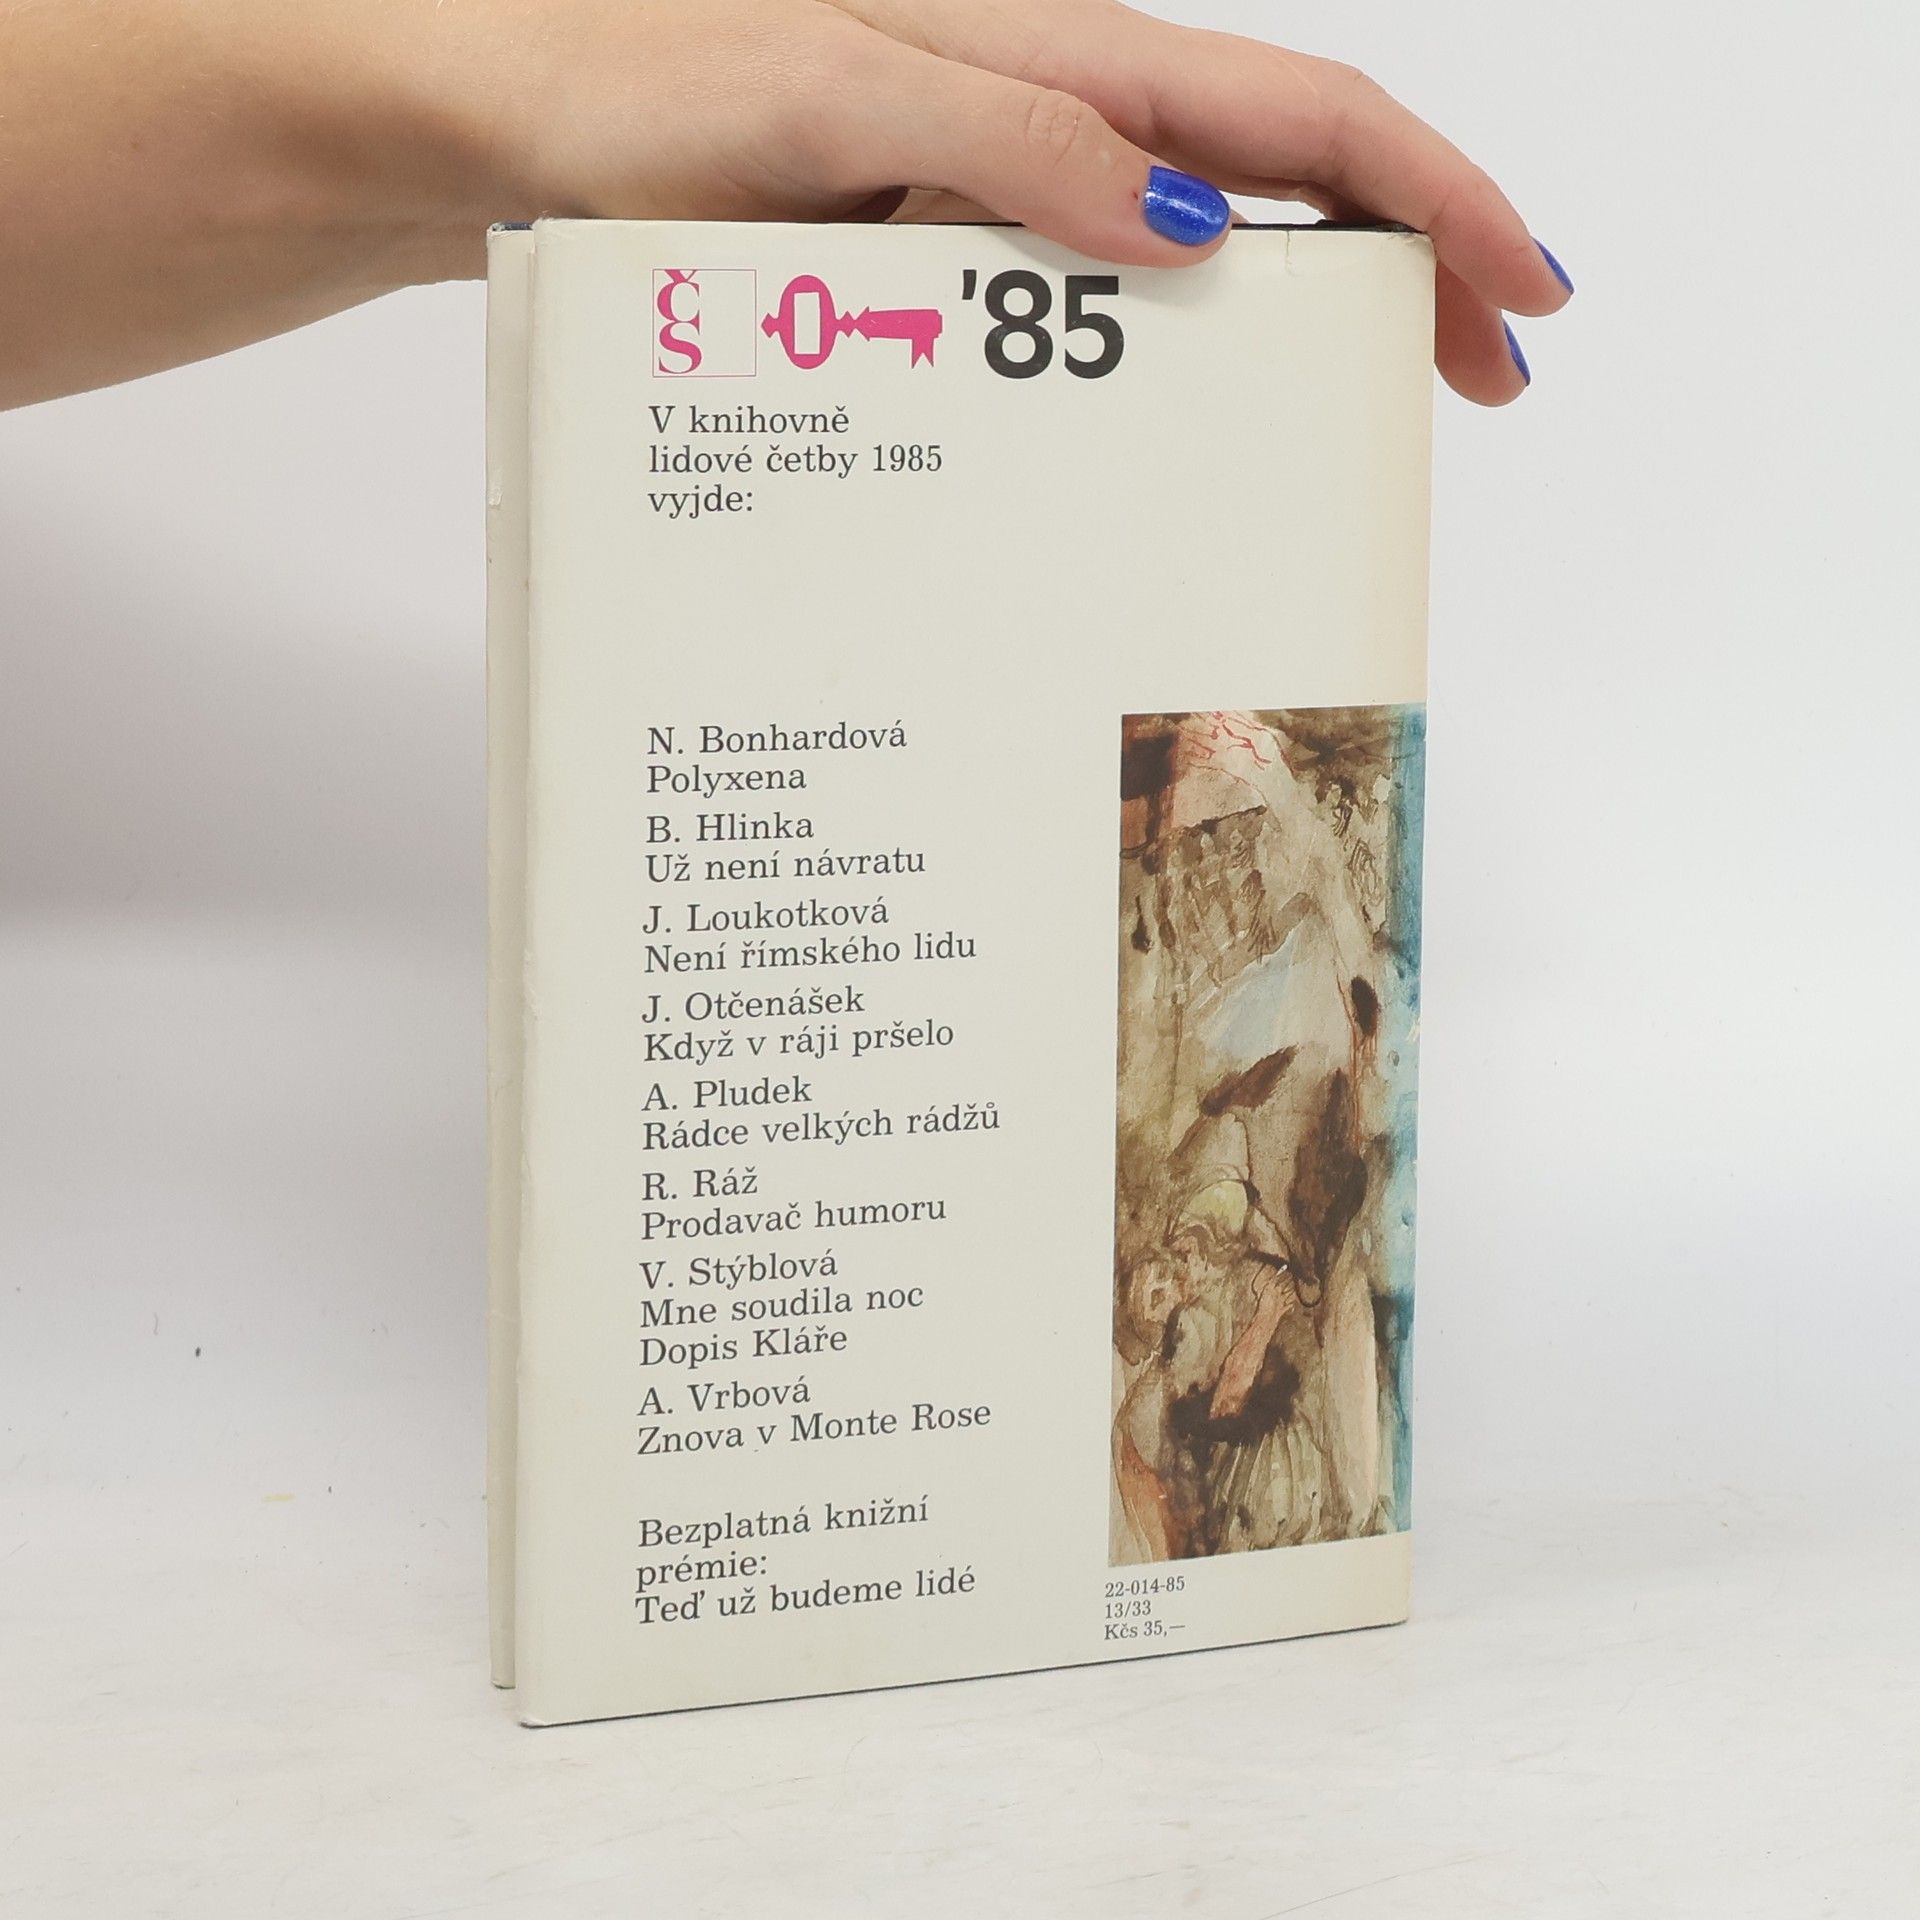 ČS '85
V knihovně
lidové četby 1985
vyjde:
N. Bonhardová
Polyxena
B. Hlinka
Už není návratu
J. Loukotková
Není římského lidu
J. Otčenášek
Když v ráji pršelo
A. Pludek
Rádce velkých rádžů
R. Ráž
Prodavač humoru
V. Stýblová
Mne soudila noc
Dopis Kláře
A. Vrbová
Znova v Monte Rose
Bezplatná knižní
prémie:
Teď už budeme lidé
22-014-85
13/33
Kčs 35,—